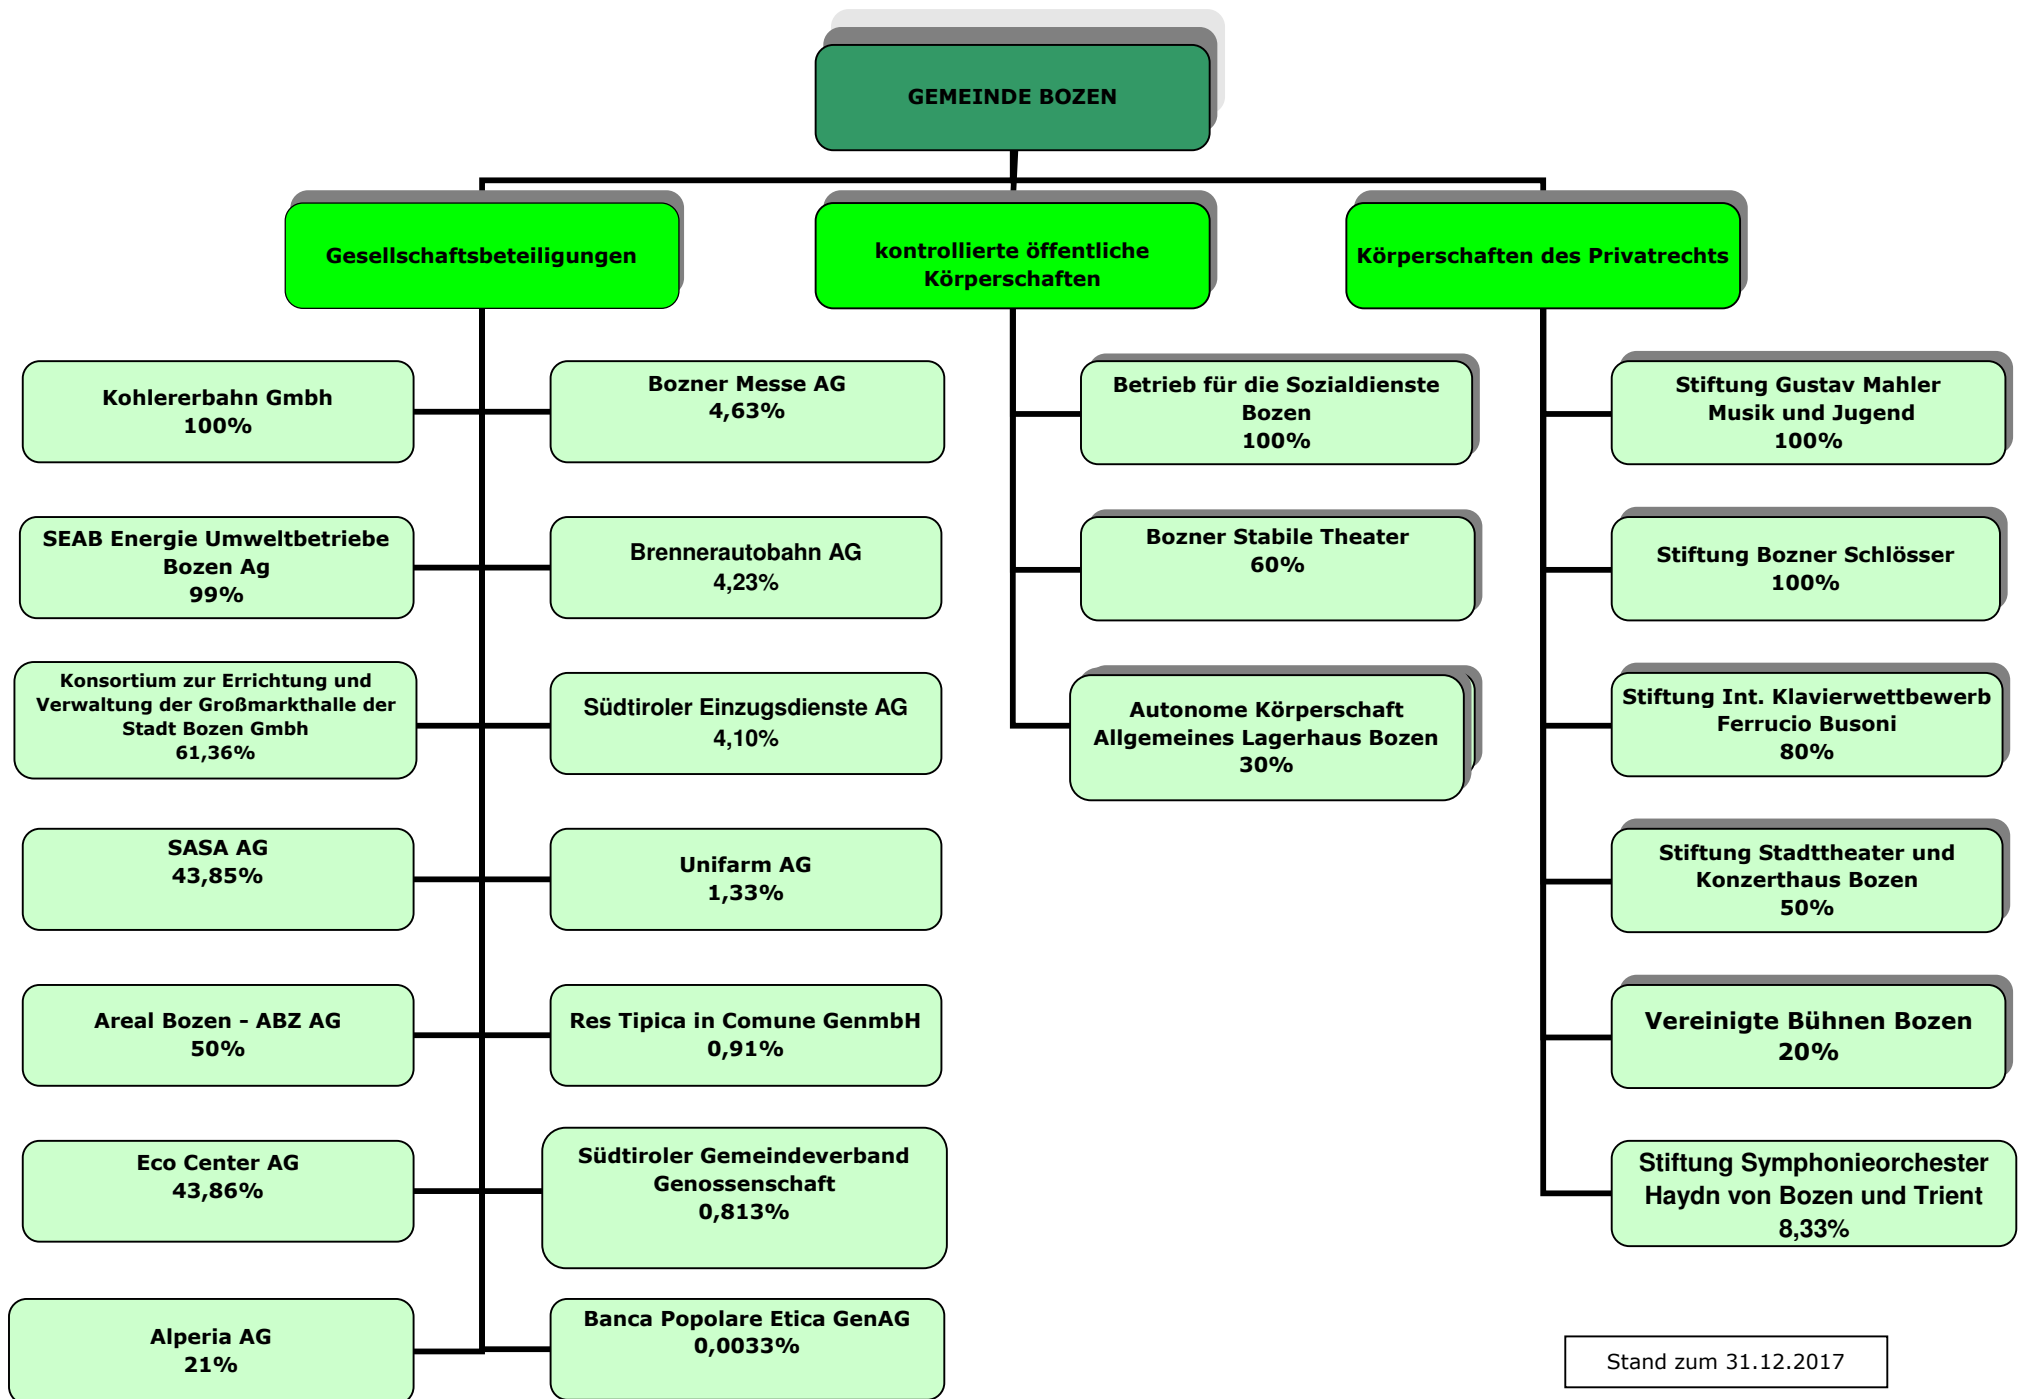 GEMEINDE BOZEN
Gesellschaftsbeteiligungen
kontrollierte öffentliche
Körperschaften
Körperschaften des Privatrechts
Kohlererbahn Gmbh
100%
SEAB Energie Umweltbetriebe
Bozen Ag
99%
Konsortium zur Errichtung und
Verwaltung der Großmarkthalle der
Stadt Bozen Gmbh
61,36%
SASA AG
43,85%
Areal Bozen - ABZ AG
50%
Eco Center AG
43,86%
Alperia AG
21%
Bozner Messe AG
4,63%
Brennerautobahn AG
4,23%
Südtiroler Einzugsdienste AG
4,10%
Unifarm AG
1,33%
Res Tipica in Comune GenmbH
0,91%
Südtiroler Gemeindeverband
Genossenschaft
0,813%
Banca Popolare Etica GenAG
0,0033%
Betrieb für die Sozialdienste
Bozen
100%
Bozner Stabile Theater
60%
Autonome Körperschaft
Allgemeines Lagerhaus Bozen
30%
Stiftung Gustav Mahler
Musik und Jugend
100%
Stiftung Bozner Schlösser
100%
Stiftung Int. Klavierwettbewerb
Ferrucio Busoni
80%
Stiftung Stadttheater und
Konzerthaus Bozen
50%
Vereinigte Bühnen Bozen
20%
Stiftung Symphonieorchester
Haydn von Bozen und Trient
8,33%
Stand zum 31.12.2017